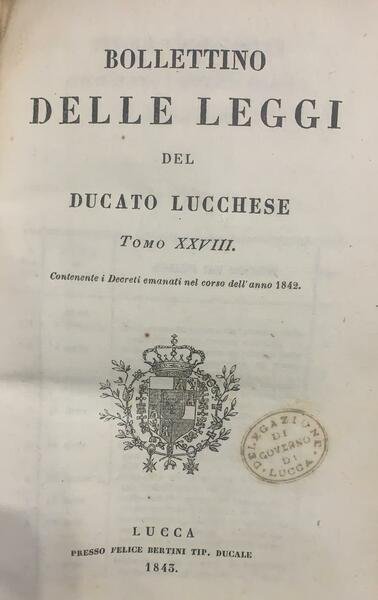 BOLLETTINO
DELLE LEGGI
DEL
DUCATO LUCCHESE
TOMO XXVIII.
Contenente i Decreti emanati nel corso dell'anno 1842.
DELEGAZIONE
DI
GOVERNO
DI
LUCCA
LUCCA
PRESSO FELICE BERTINI TIP. DUCALE
1843.